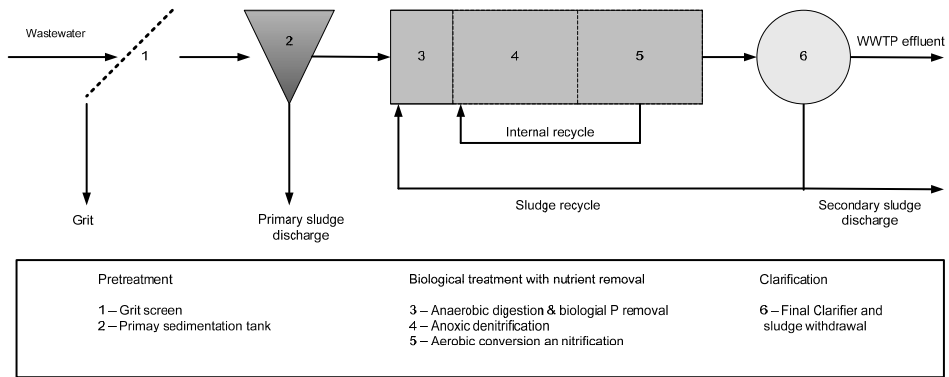 Wastewater
1
2
3
4
5
6
WWTP effluent
Internal recycle
Sludge recycle
Grit
Primary sludge
discharge
Secondary sludge
discharge
Pretreatment
1 – Grit screen
2 – Primay sedimentation tank
Biological treatment with nutrient removal
3 – Anaerobic digestion & biologial P removal
4 – Anoxic denitrification
5 – Aerobic conversion an nitrification
Clarification
6 – Final Clarifier and
sludge withdrawal